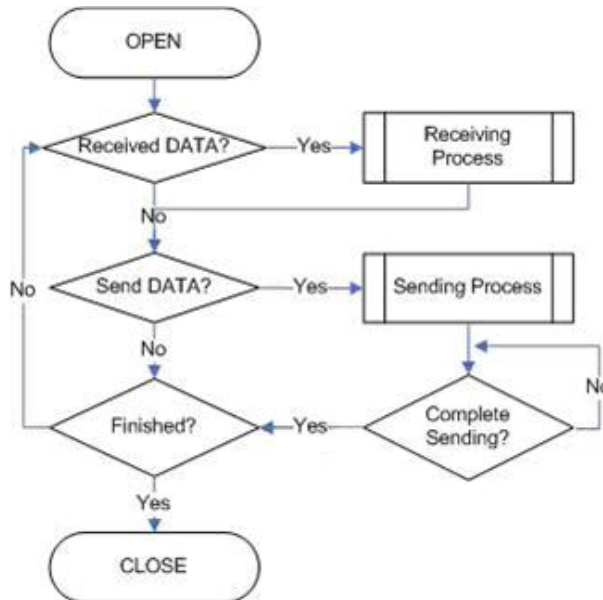 OPEN
Received DATA?
Yes
Receiving
Process
No
Send DATA?
Yes
Sending Process
No
No
No
Finished?
Yes
Complete
Sending?
Yes
CLOSE